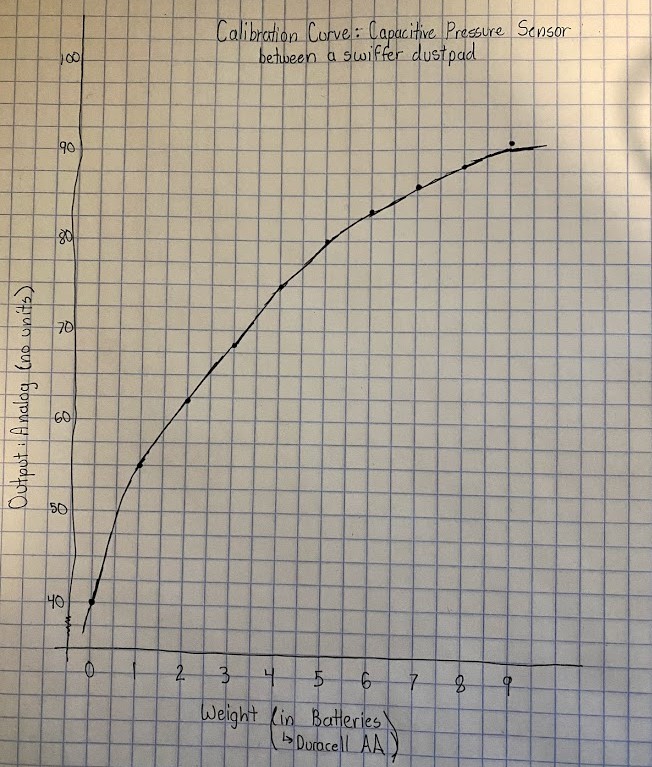 Calibration Curve: Capacitive Pressure Sensor
between a swiffer dustpad
100
90
80
70
60
50
40
Output: Analog (no units)
0 1 2 3 4 5 6 7 8 9
Weight (in Batteries
↳ Duracell AA)